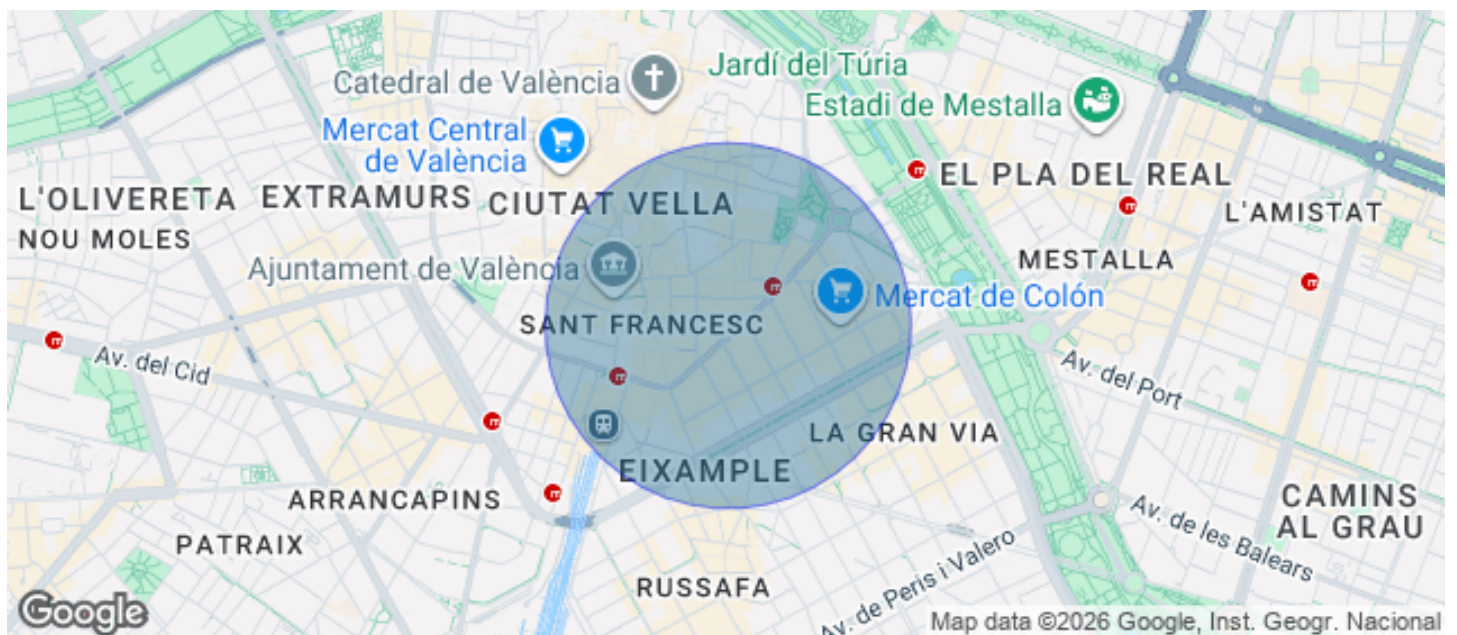 Catedral de València
Jardí del Túria
Estadi de Mestalla
Mercat Central
de València
EL PLA DEL REAL
L'OLIVERETA
EXTRAMURS
CIUTAT VELLA
L'AMISTAT
NOU MOLES
Ajuntament de València
MESTALLA
Mercat de Colón
SANT FRANCESC
Av. del Cid
Av. del Port
LA GRAN VIA
EIXAMPLE
ARRANCAPINS
CAMINS
AL GRAU
Av. de les Balears
PATRAIX
RUSSAFA
Av. de Peris i Valero
Google
Map data ©2026 Google, Inst. Geogr. Nacional